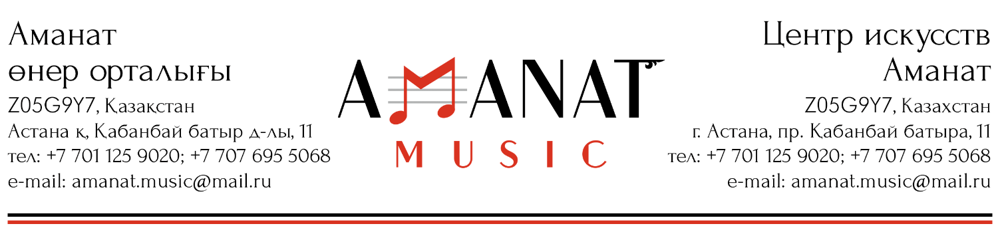 Аманат
өнер орталығы
Z05G9Y7, Қазақстан
Астана қ, Қабанбай батыр д-лы, 11
тел: +7 701 125 9020; +7 707 695 5068
e-mail: amanat.music@mail.ru
AMANAT
MUSIC
Центр искусств
Аманат
Z05G9Y7, Казахстан
г. Астана, пр. Қабанбай батыра, 11
тел: +7 701 125 9020; +7 707 695 5068
e-mail: amanat.music@mail.ru